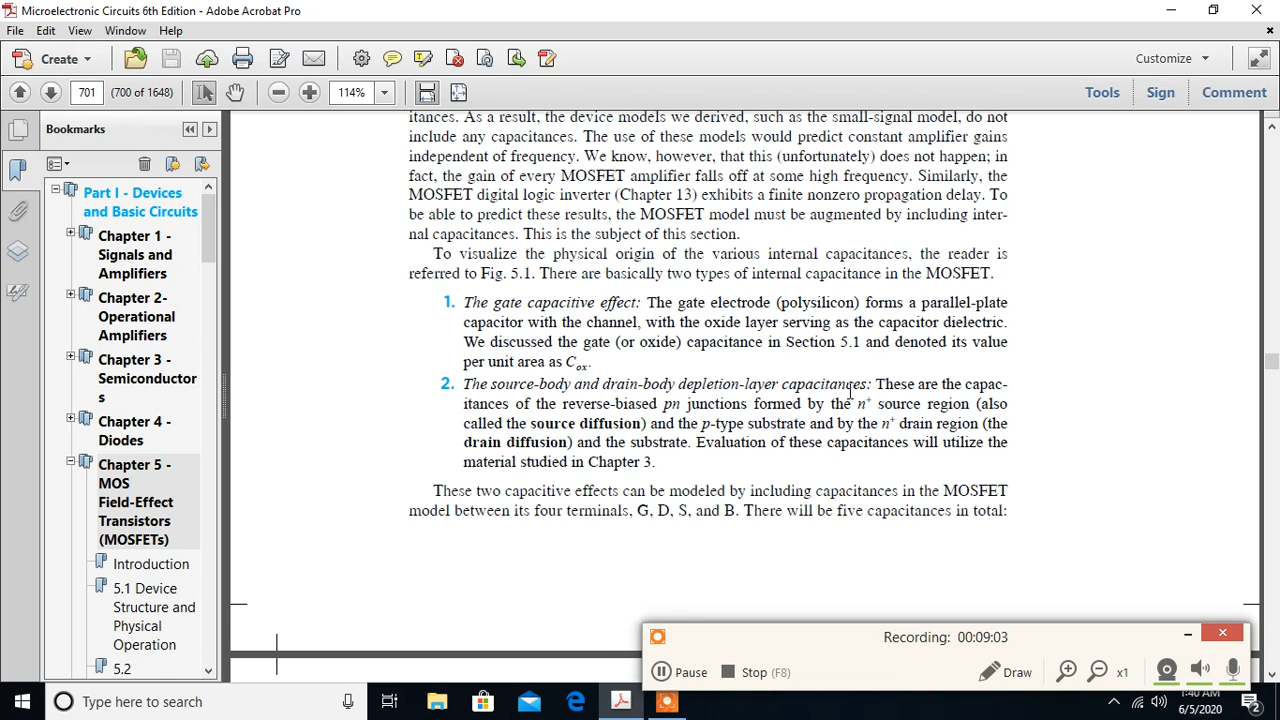 Microelectronic Circuits 6th Edition - Adobe Acrobat Pro
File Edit View Window Help
Create
Customize
701 (700 of 1648) 114%
Tools Sign Comment
Bookmarks
Part I - Devices
and Basic Circuits
Chapter 1 -
Signals and
Amplifiers
Chapter 2-
Operational
Amplifiers
Chapter 3 -
Semiconductor
s
Chapter 4 -
Diodes
Chapter 5 -
MOS
Field-Effect
Transistors
(MOSFETs)
Introduction
5.1 Device
Structure and
Physical
Operation
5.2
itances. As a result, the device models we derived, such as the small-signal model, do not
include any capacitances. The use of these models would predict constant amplifier gains
independent of frequency. We know, however, that this (unfortunately) does not happen; in
fact, the gain of every MOSFET amplifier falls off at some high frequency. Similarly, the
MOSFET digital logic inverter (Chapter 13) exhibits a finite nonzero propagation delay. To
be able to predict these results, the MOSFET model must be augmented by including inter-
nal capacitances. This is the subject of this section.
To visualize the physical origin of the various internal capacitances, the reader is
referred to Fig. 5.1. There are basically two types of internal capacitance in the MOSFET.
1. The gate capacitive effect: The gate electrode (polysilicon) forms a parallel-plate
capacitor with the channel, with the oxide layer serving as the capacitor dielectric.
We discussed the gate (or oxide) capacitance in Section 5.1 and denoted its value
per unit area as Cox.
2. The source-body and drain-body depletion-layer capacitances: These are the capac-
itances of the reverse-biased pn junctions formed by the n+ source region (also
called the source diffusion) and the p-type substrate and by the n+ drain region (the
drain diffusion) and the substrate. Evaluation of these capacitances will utilize the
material studied in Chapter 3.
These two capacitive effects can be modeled by including capacitances in the MOSFET
model between its four terminals, G, D, S, and B. There will be five capacitances in total:
Recording: 00:09:03
Pause Stop (F8) Draw x1
Type here to search
1:40 AM
6/5/2020
2